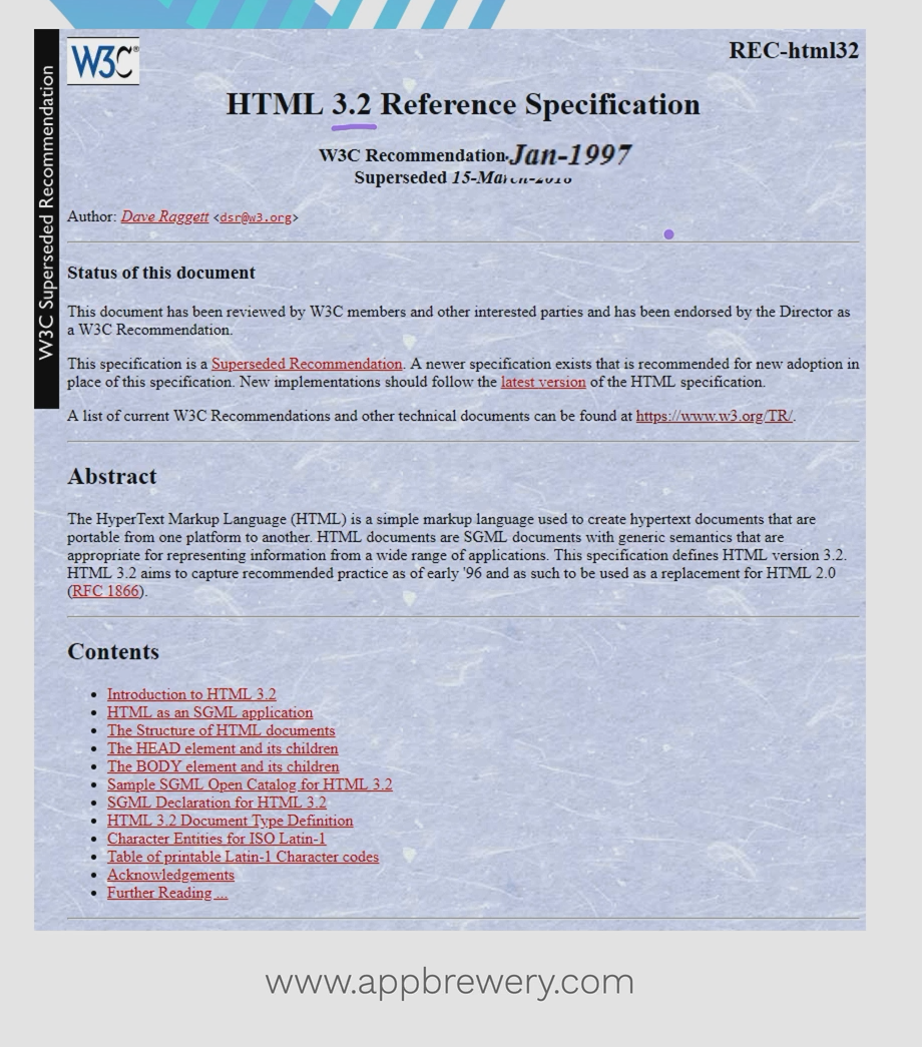 W3C Superseded Recommendation
W3C®
REC-html32
HTML 3.2 Reference Specification
W3C Recommendation Jan-1997
Superseded 15-March-2018
Author: Dave Raggett <dsr@w3.org>
Status of this document
This document has been reviewed by W3C members and other interested parties and has been endorsed by the Director as
a W3C Recommendation.
This specification is a Superseded Recommendation. A newer specification exists that is recommended for new adoption in
place of this specification. New implementations should follow the latest version of the HTML specification.
A list of current W3C Recommendations and other technical documents can be found at https://www.w3.org/TR/.
Abstract
The HyperText Markup Language (HTML) is a simple markup language used to create hypertext documents that are
portable from one platform to another. HTML documents are SGML documents with generic semantics that are
appropriate for representing information from a wide range of applications. This specification defines HTML version 3.2.
HTML 3.2 aims to capture recommended practice as of early '96 and as such to be used as a replacement for HTML 2.0
(RFC 1866).
Contents
• Introduction to HTML 3.2
• HTML as an SGML application
• The Structure of HTML documents
• The HEAD element and its children
• The BODY element and its children
• Sample SGML Open Catalog for HTML 3.2
• SGML Declaration for HTML 3.2
• HTML 3.2 Document Type Definition
• Character Entities for ISO Latin-1
• Table of printable Latin-1 Character codes
• Acknowledgements
• Further Reading ...
www.appbrewery.com